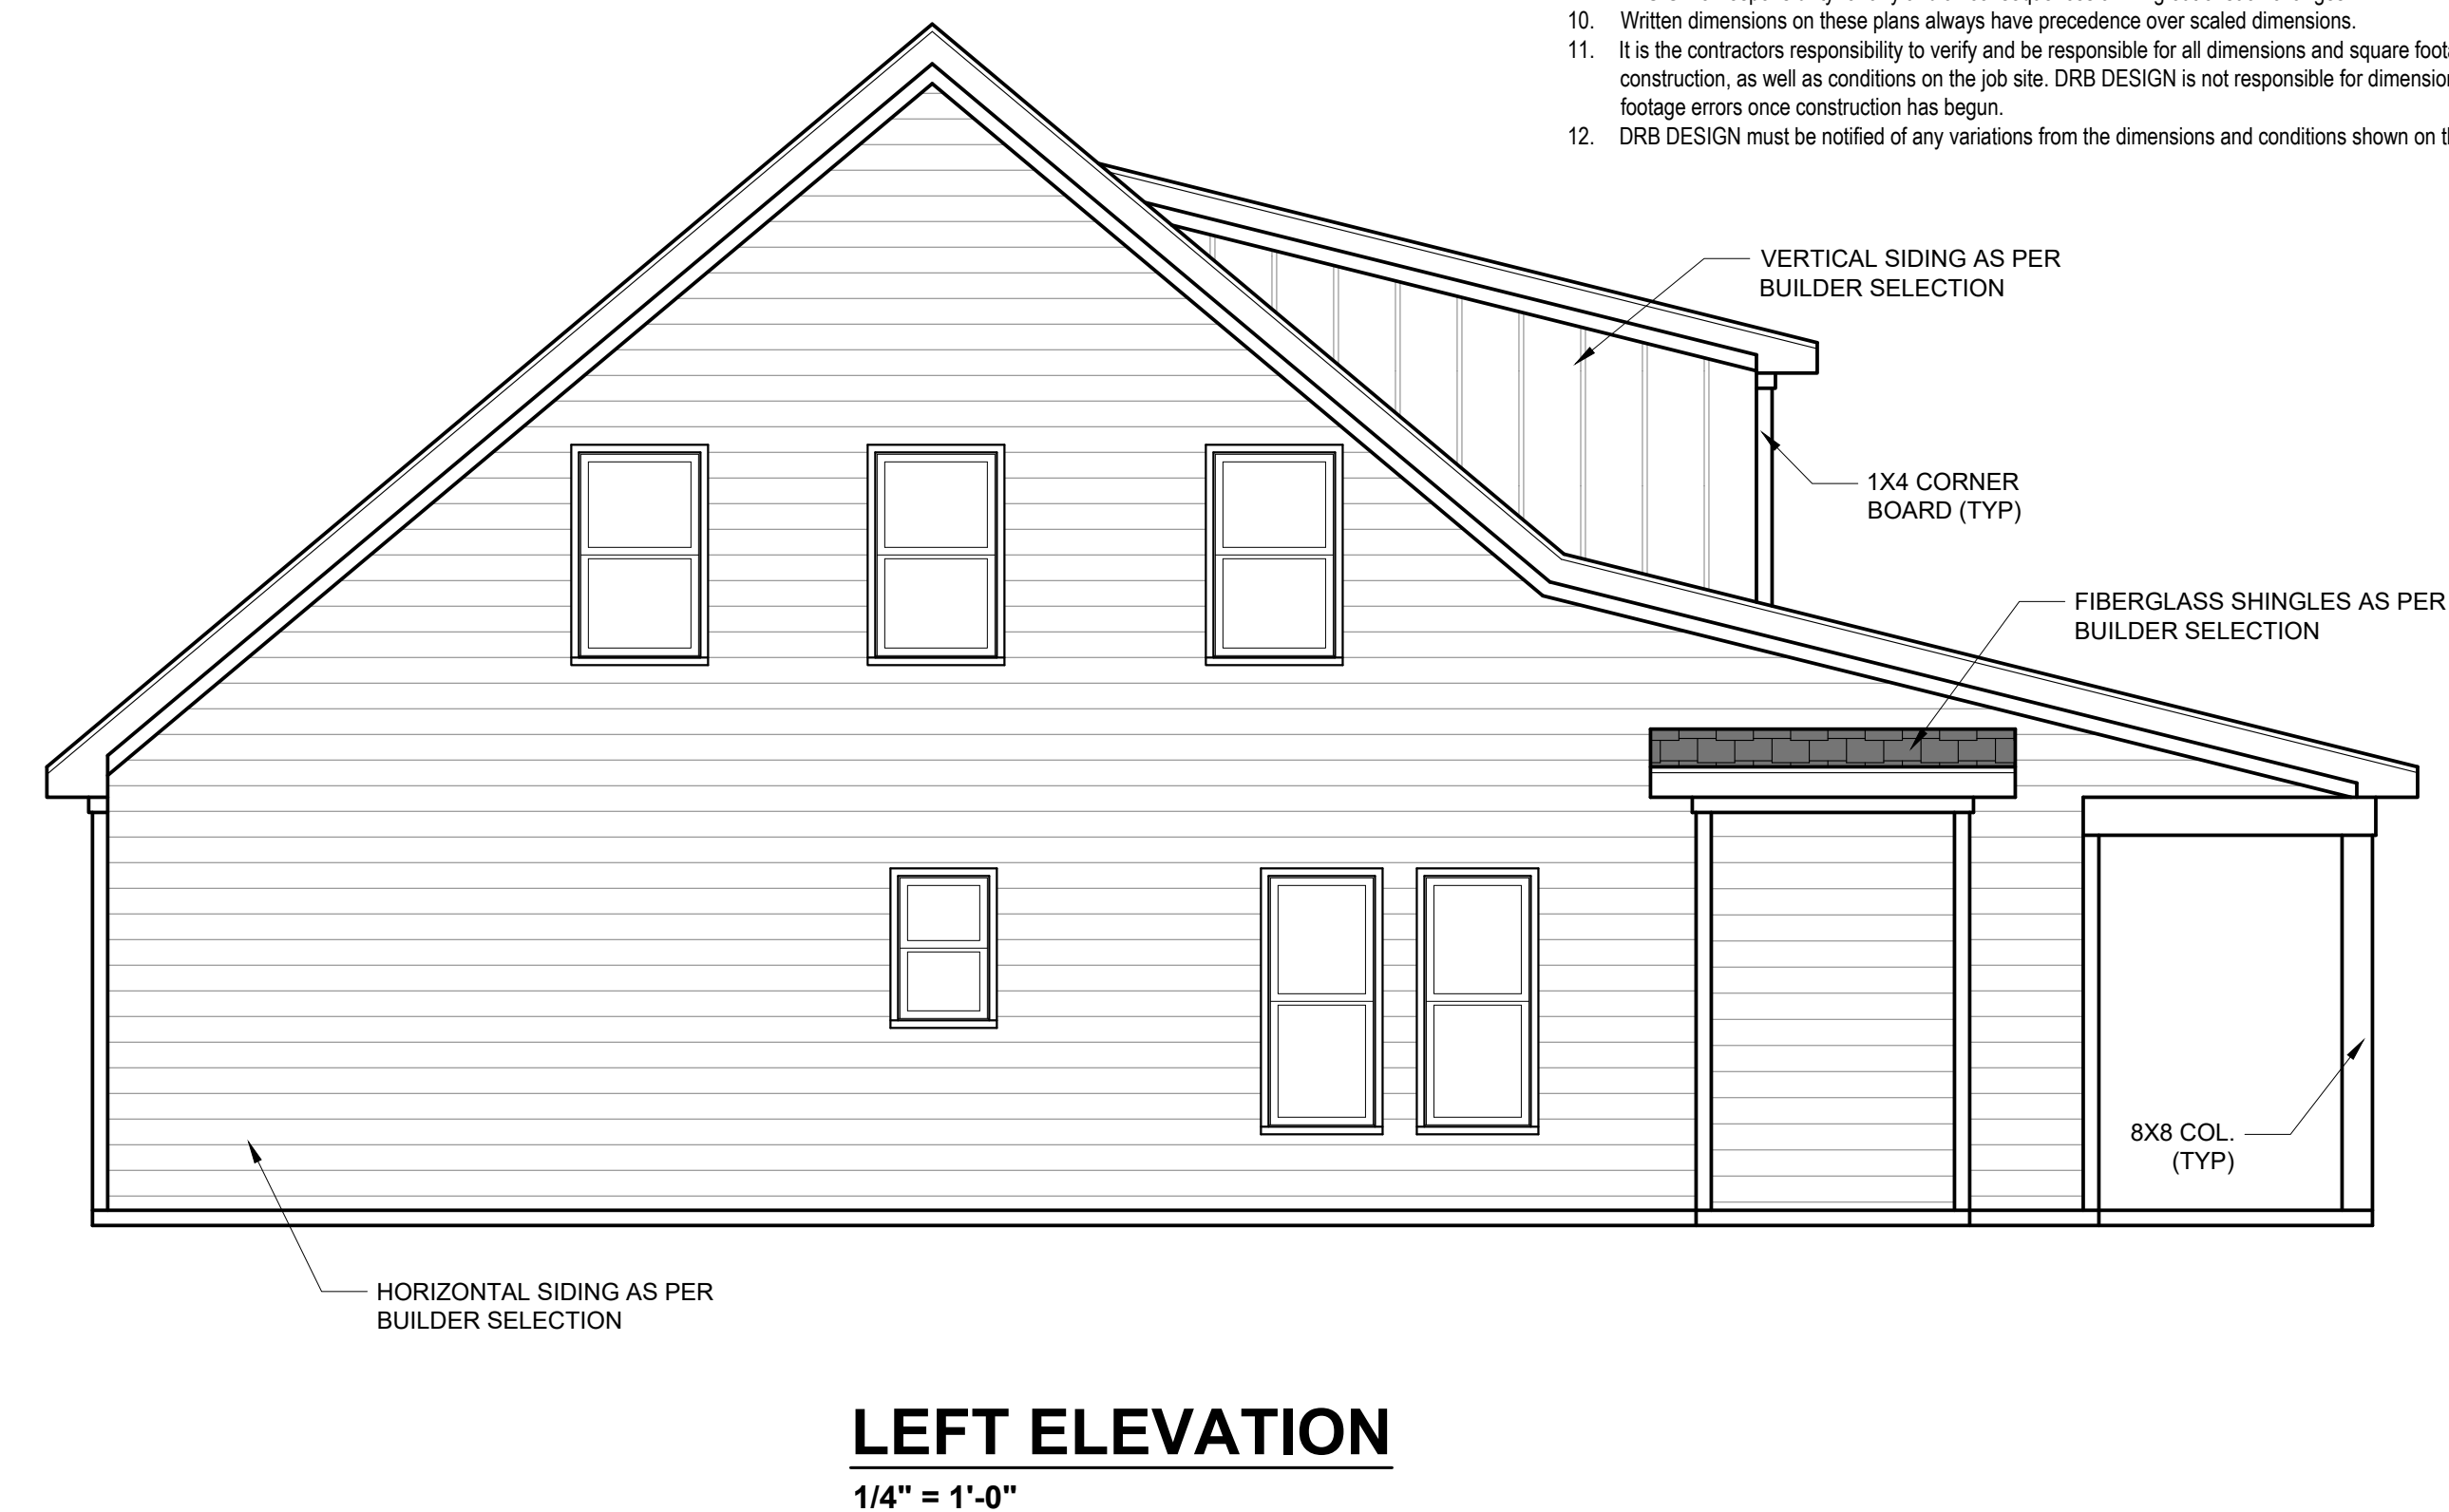 10. Written dimensions on these plans always have precedence over scaled dimensions.
11. It is the contractors responsibility to verify and be responsible for all dimensions and square
construction, as well as conditions on the job site. DRB DESIGN is not responsible for
footage errors once construction has begun.
12. DRB DESIGN must be notified of any variations from the dimensions and conditions shown on
VERTICAL SIDING AS PER
BUILDER SELECTION
1X4 CORNER
BOARD (TYP)
FIBERGLASS SHINGLES AS PER
BUILDER SELECTION
8X8 COL.
(TYP)
HORIZONTAL SIDING AS PER
BUILDER SELECTION
LEFT ELEVATION
1/4" = 1'-0"